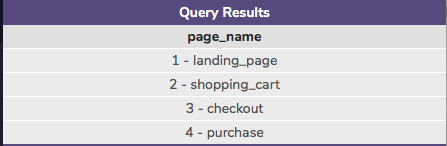 Query Results
page_name
1 - landing_page
2 - shopping_cart
3 - checkout
4 - purchase